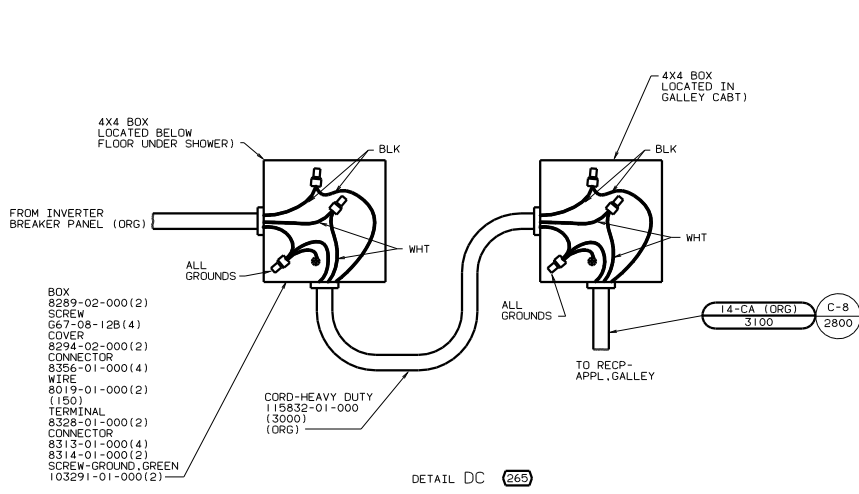 4X4 BOX
LOCATED IN
GALLEY CABT)
4X4 BOX
LOCATED BELOW
FLOOR UNDER SHOWER)
BLK
BLK
FROM INVERTER
BREAKER PANEL (ORG)
WHT
WHT
ALL
GROUNDS
ALL
GROUNDS
BOX
8289-02-000(2)
SCREW
G67-08-12B(4)
COVER
8294-02-000(2)
CONNECTOR
8356-01-000(4)
WIRE
8019-01-000(2)
(150)
TERMINAL
8328-01-000(2)
CONNECTOR
8313-01-000(4)
8314-01-000(2)
SCREW-GROUND,GREEN
103291-01-000(2)
14-CA (ORG)
3100
C-8
2800
TO RECP-
APPL,GALLEY
CORD-HEAVY DUTY
115832-01-000
(3000)
(ORG)
DETAIL DC 265